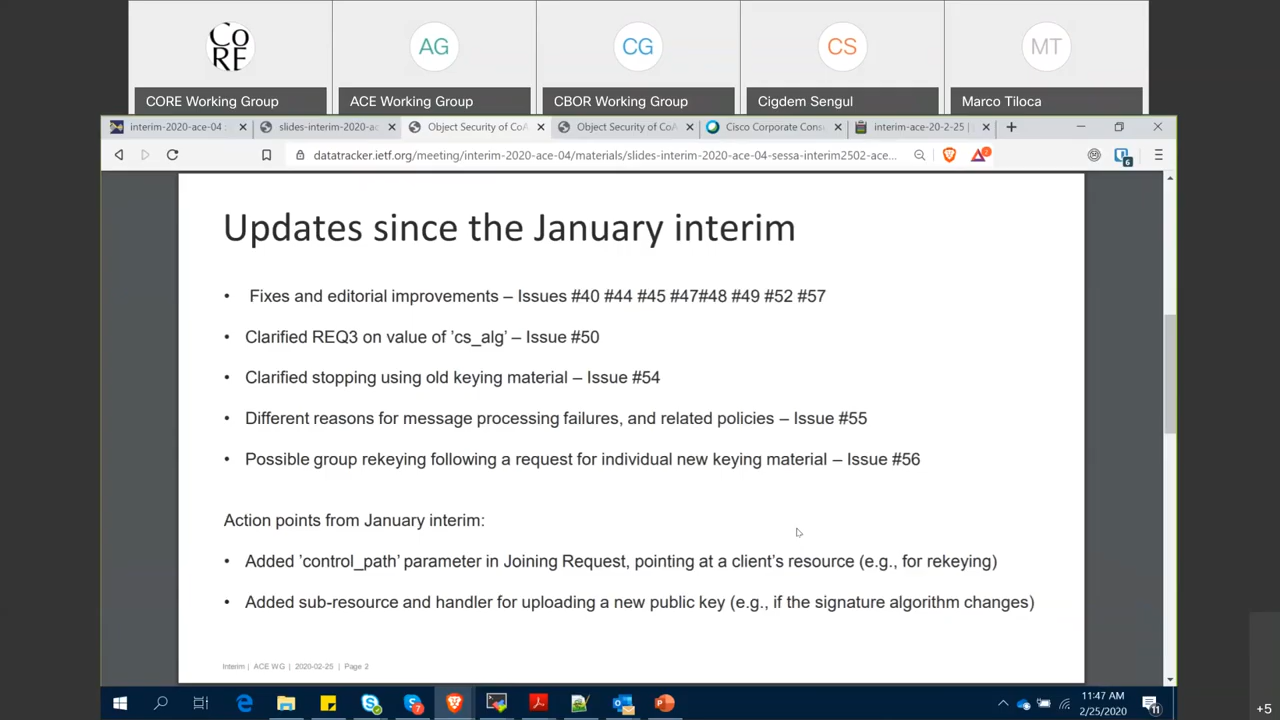 CO
RE
AG
CG
CS
MT
CORE Working Group
ACE Working Group
CBOR Working Group
Cigdem Sengul
Marco Tiloca
interim-2020-ace-04 :
slides-interim-2020-ac
Object Security of CoA
Object Security of CoA
Cisco Corporate Cons
interim-ace-20-2-25 |
datatracker.ietf.org/meeting/interim-2020-ace-04/materials/slides-interim-2020-ace-04-sessa-interim2502-ace...
Updates since the January interim
• Fixes and editorial improvements – Issues #40 #44 #45 #47#48 #49 #52 #57
• Clarified REQ3 on value of ’cs_alg’ – Issue #50
• Clarified stopping using old keying material – Issue #54
• Different reasons for message processing failures, and related policies – Issue #55
• Possible group rekeying following a request for individual new keying material – Issue #56
Action points from January interim:
• Added ’control_path’ parameter in Joining Request, pointing at a client’s resource (e.g., for rekeying)
• Added sub-resource and handler for uploading a new public key (e.g., if the signature algorithm changes)
Interim | ACE WG | 2020-02-25 | Page 2
11:47 AM
2/25/2020
+5